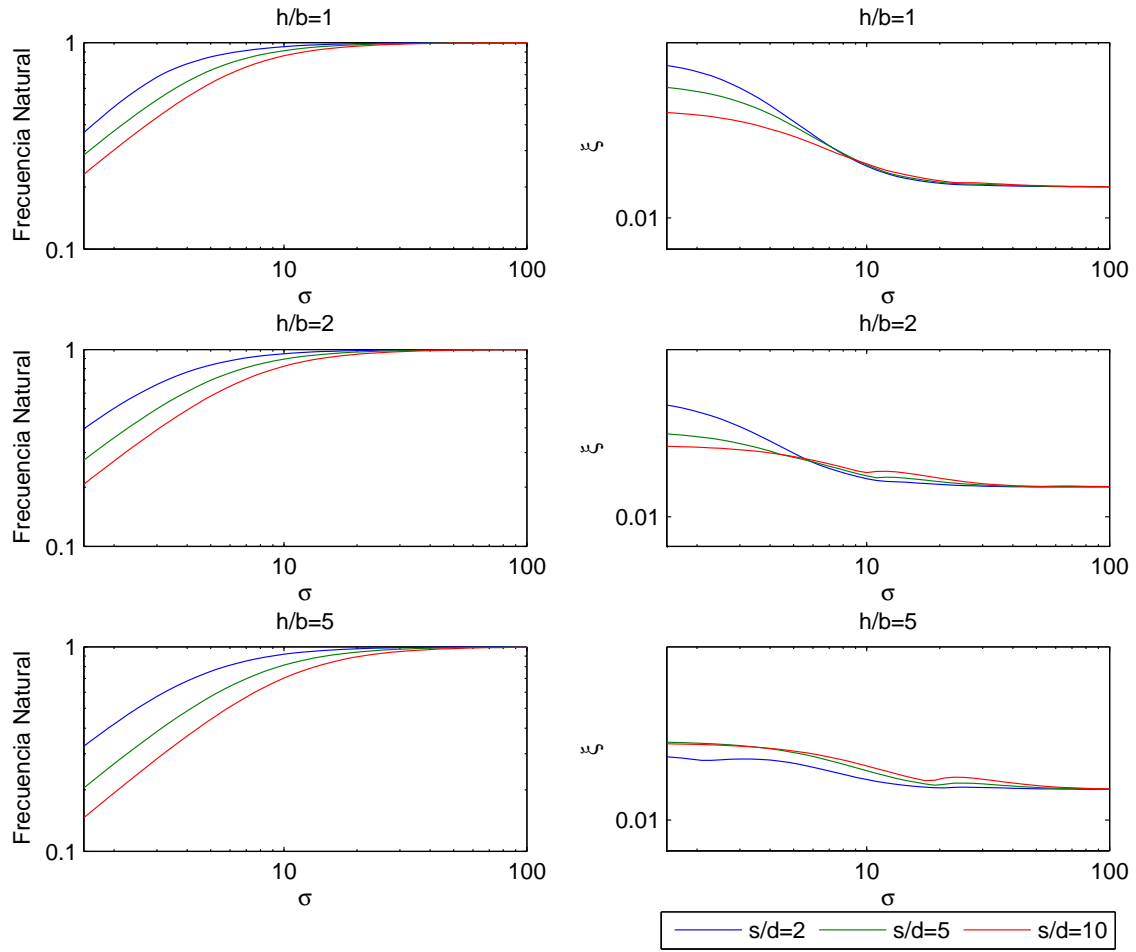 h/b=1
Frecuencia Natural
1
0.1
10
100
σ
h/b=1
ξ
0.01
10
100
σ
h/b=2
Frecuencia Natural
1
0.1
10
100
σ
h/b=2
ξ
0.01
10
100
σ
h/b=5
Frecuencia Natural
1
0.1
10
100
σ
h/b=5
ξ
0.01
10
100
σ
s/d=2 s/d=5 s/d=10